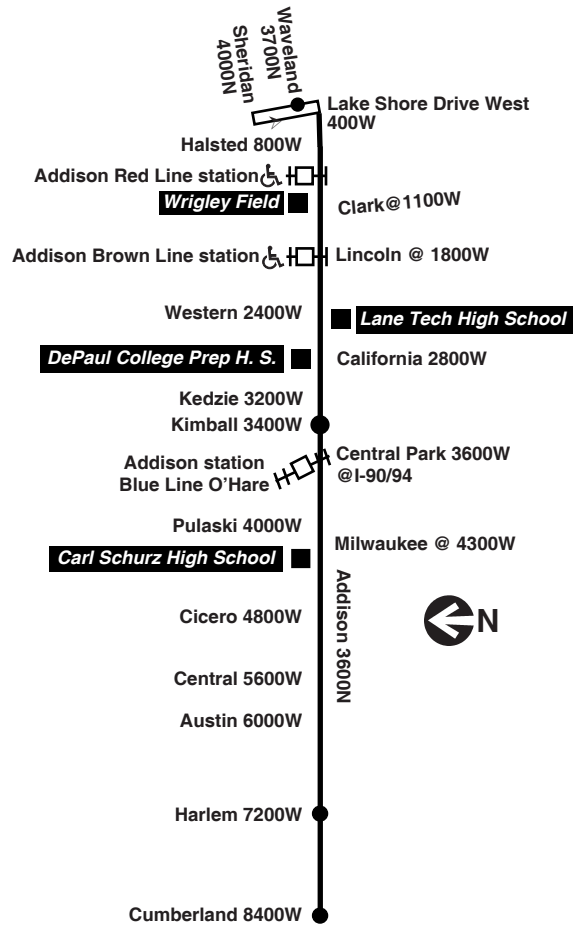 Sheridan
4000N
Waveland
3700N
Lake Shore Drive West
400W
Halsted 800W
Addison Red Line station
Wrigley Field
Clark@1100W
Addison Brown Line station
Lincoln @ 1800W
Western 2400W
Lane Tech High School
DePaul College Prep H. S.
California 2800W
Kedzie 3200W
Kimball 3400W
Central Park 3600W
@I-90/94
Addison station
Blue Line O’Hare
Pulaski 4000W
Milwaukee @ 4300W
Carl Schurz High School
Addison 3600N
Cicero 4800W
N
Central 5600W
Austin 6000W
Harlem 7200W
Cumberland 8400W